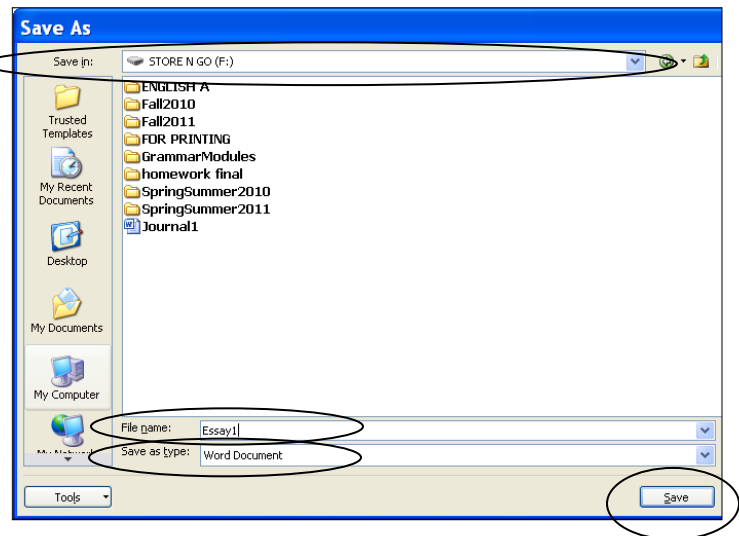 Save As
Save in:
STORE N GO (F:)
ENGLISH A
Fall2010
Fall2011
FOR PRINTING
GrammarModules
homework final
SpringSummer2010
SpringSummer2011
Journal1
Trusted
Templates
My Recent
Documents
Desktop
My Documents
My Computer
File name:
Essay1
Save as type:
Word Document
Tools
Save